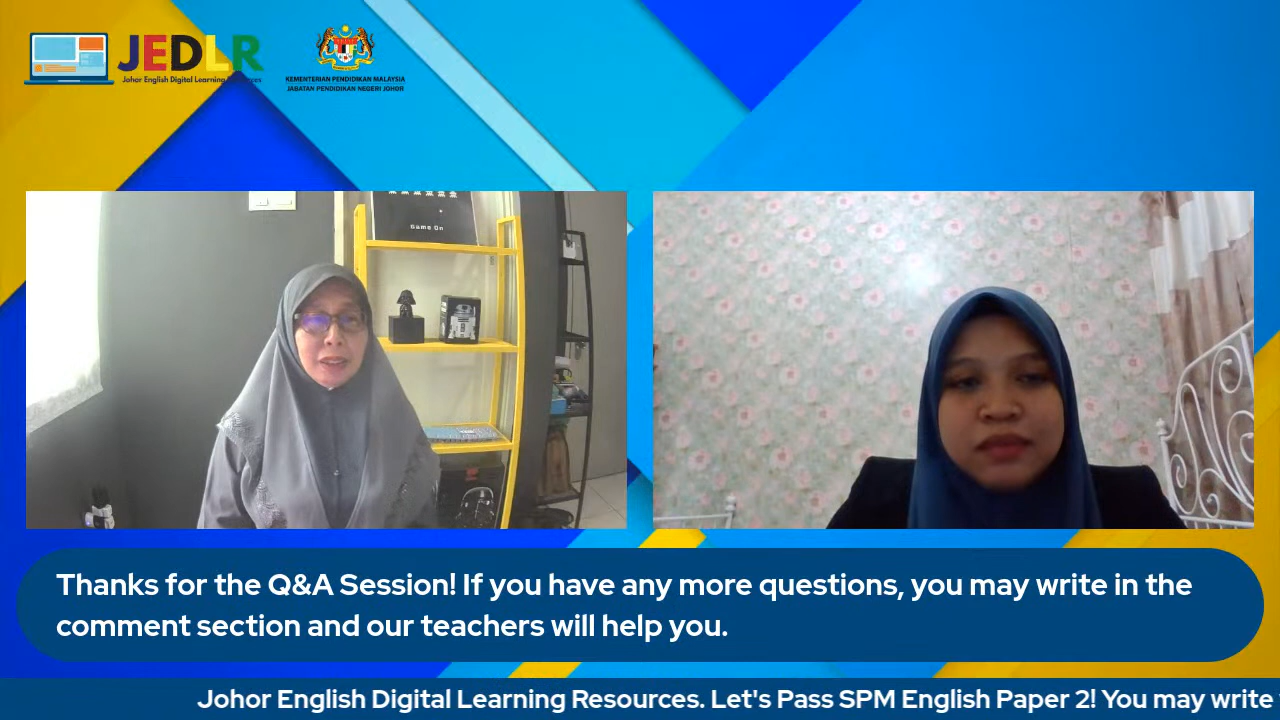 JEDLR
Johor English Digital Learning Resources
KEMENTERIAN PENDIDIKAN MALAYSIA
JABATAN PENDIDIKAN NEGERI JOHOR
Game On
Thanks for the Q&A Session! If you have any more questions, you may write in the
comment section and our teachers will help you.
Johor English Digital Learning Resources. Let's Pass SPM English Paper 2! You may write